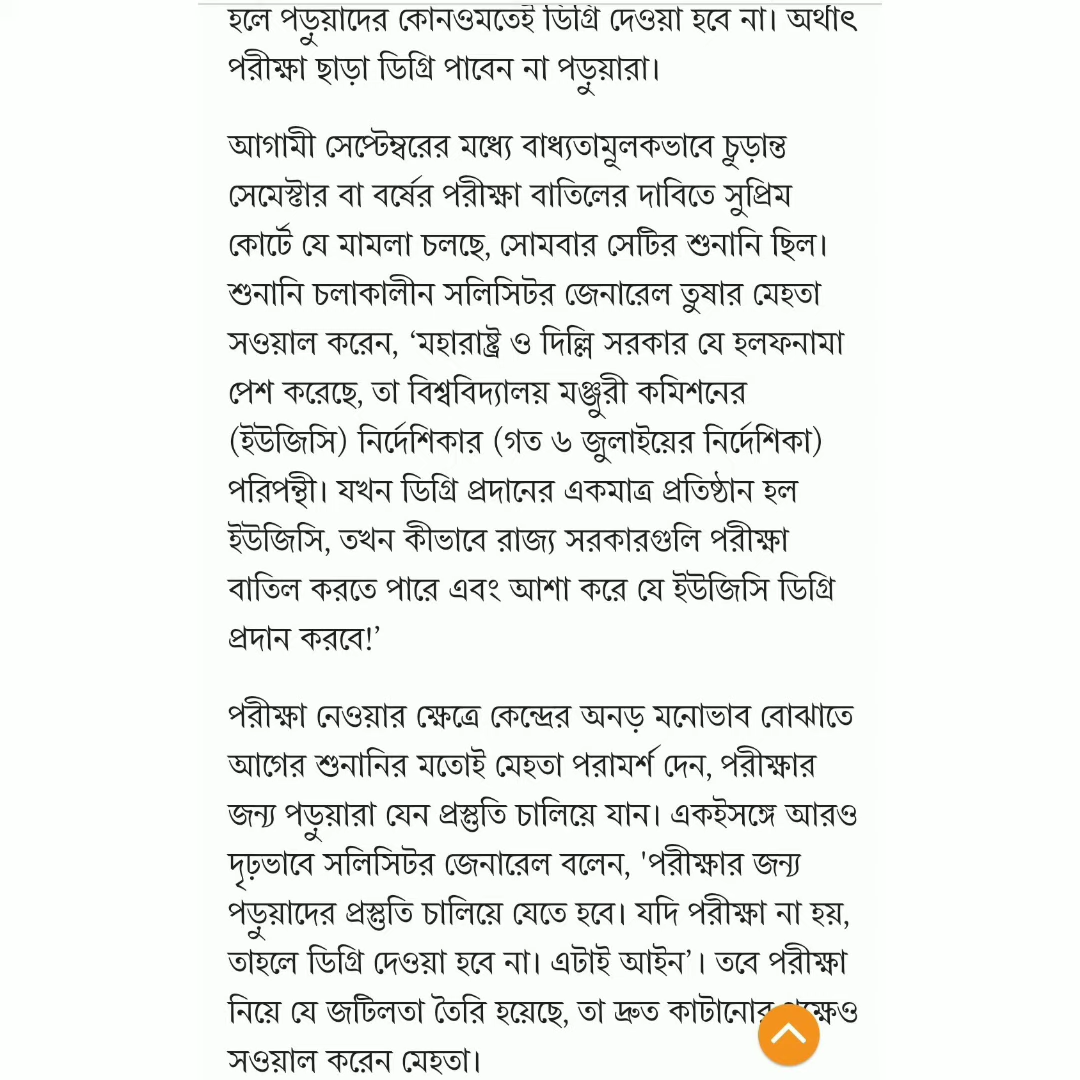 হলে পড়ুয়াদের কোনওমতেই ডিগ্রি দেওয়া হবে না। অর্থাৎ
পরীক্ষা ছাড়া ডিগ্রি পাবেন না পড়ুয়ারা।
আগামী সেপ্টেম্বরের মধ্যে বাধ্যতামূলকভাবে চূড়ান্ত
সেমেস্টার বা বর্ষের পরীক্ষা বাতিলের দাবিতে সুপ্রিম
কোর্টে যে মামলা চলছে, সোমবার সেটির শুনানি ছিল।
শুনানি চলাকালীন সলিসিটর জেনারেল তুষার মেহতা
সওয়াল করেন, ‘মহারাষ্ট্র ও দিল্লি সরকার যে হলফনামা
পেশ করেছে, তা বিশ্ববিদ্যালয় মঞ্জুরী কমিশনের
(ইউজিসি) নির্দেশিকার (গত ৬ জুলাইয়ের নির্দেশিকা)
পরিপন্থী। যখন ডিগ্রি প্রদানের একমাত্র প্রতিষ্ঠান হল
ইউজিসি, তখন কীভাবে রাজ্য সরকারগুলি পরীক্ষা
বাতিল করতে পারে এবং আশা করে যে ইউজিসি ডিগ্রি
প্রদান করবে!’
পরীক্ষা নেওয়ার ক্ষেত্রে কেন্দ্রের অনড় মনোভাব বোঝাতে
আগের শুনানির মতোই মেহতা পরামর্শ দেন, পরীক্ষার
জন্য পড়ুয়ারা যেন প্রস্তুতি চালিয়ে যান। একইসঙ্গে আরও
দৃঢ়ভাবে সলিসিটর জেনারেল বলেন, 'পরীক্ষার জন্য
পড়ুয়াদের প্রস্তুতি চালিয়ে যেতে হবে। যদি পরীক্ষা না হয়,
তাহলে ডিগ্রি দেওয়া হবে না। এটাই আইন’। তবে পরীক্ষা
নিয়ে যে জটিলতা তৈরি হয়েছে, তা দ্রুত কাটানোর
সওয়াল করেন মেহতা।